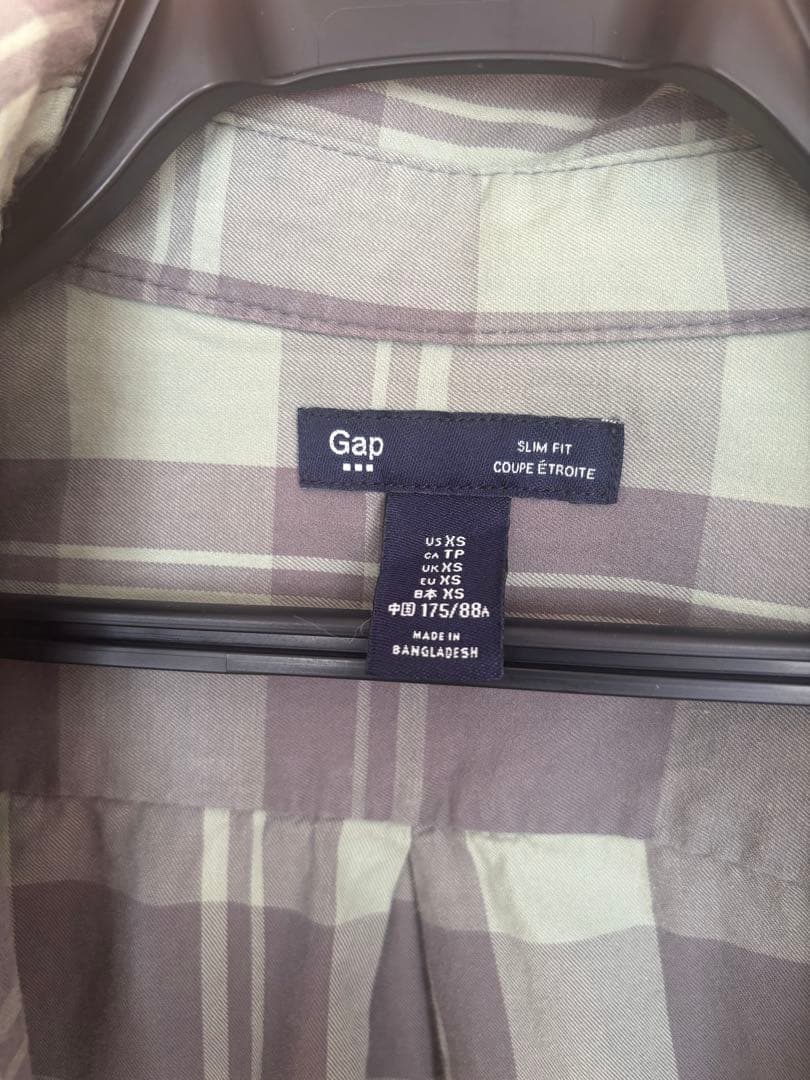 Gap
SLIM FIT
COUPE ÉTROITE
US XS
CA TP
UK XS
EU XS
日本 XS
中国 175/88A
MADE IN
BANGLADESH